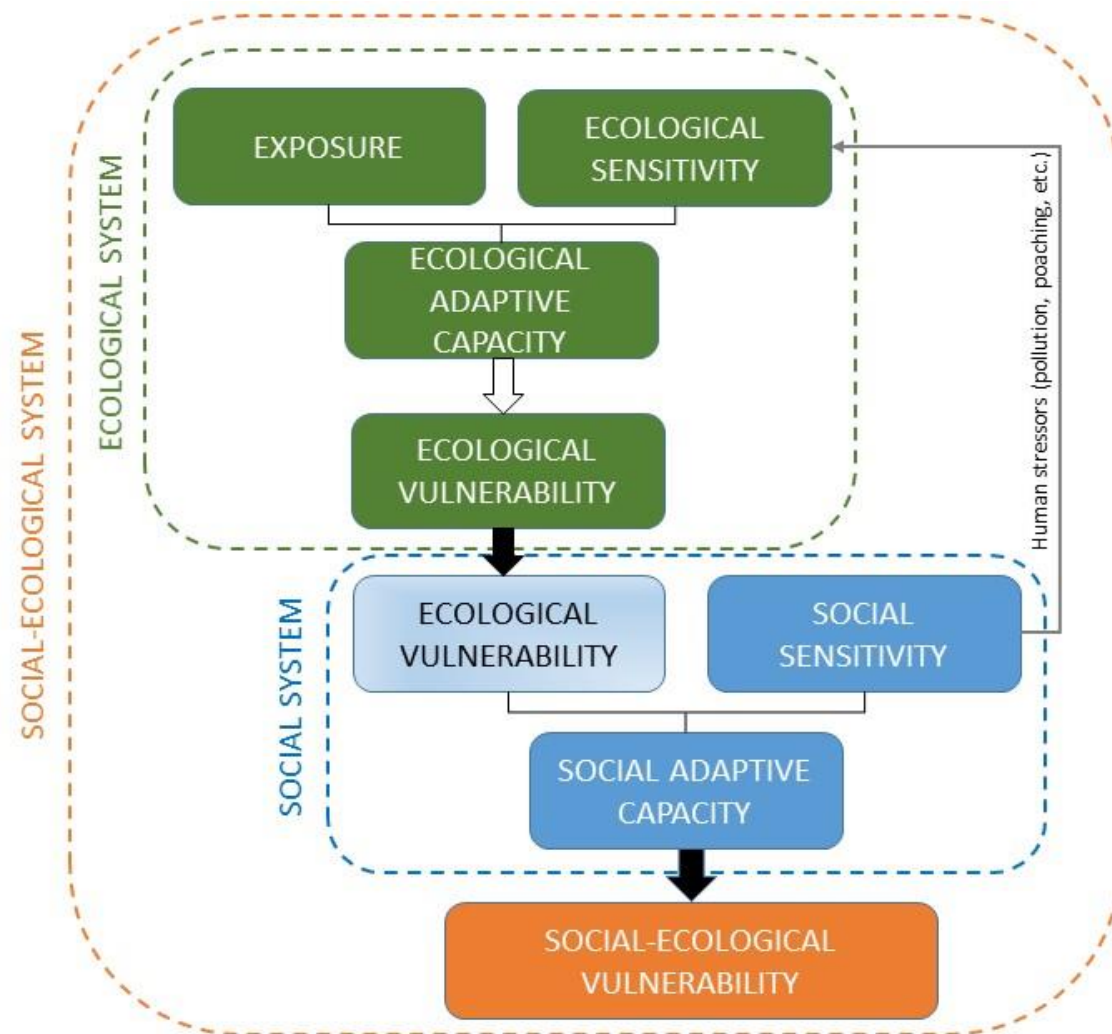 SOCIAL-ECOLOGICAL SYSTEM
ECOLOGICAL SYSTEM
EXPOSURE
ECOLOGICAL
SENSITIVITY
ECOLOGICAL
ADAPTIVE
CAPACITY
ECOLOGICAL
VULNERABILITY
Human stressors (pollution, poaching, etc.)
SOCIAL SYSTEM
ECOLOGICAL
VULNERABILITY
SOCIAL
SENSITIVITY
SOCIAL ADAPTIVE
CAPACITY
SOCIAL-ECOLOGICAL
VULNERABILITY